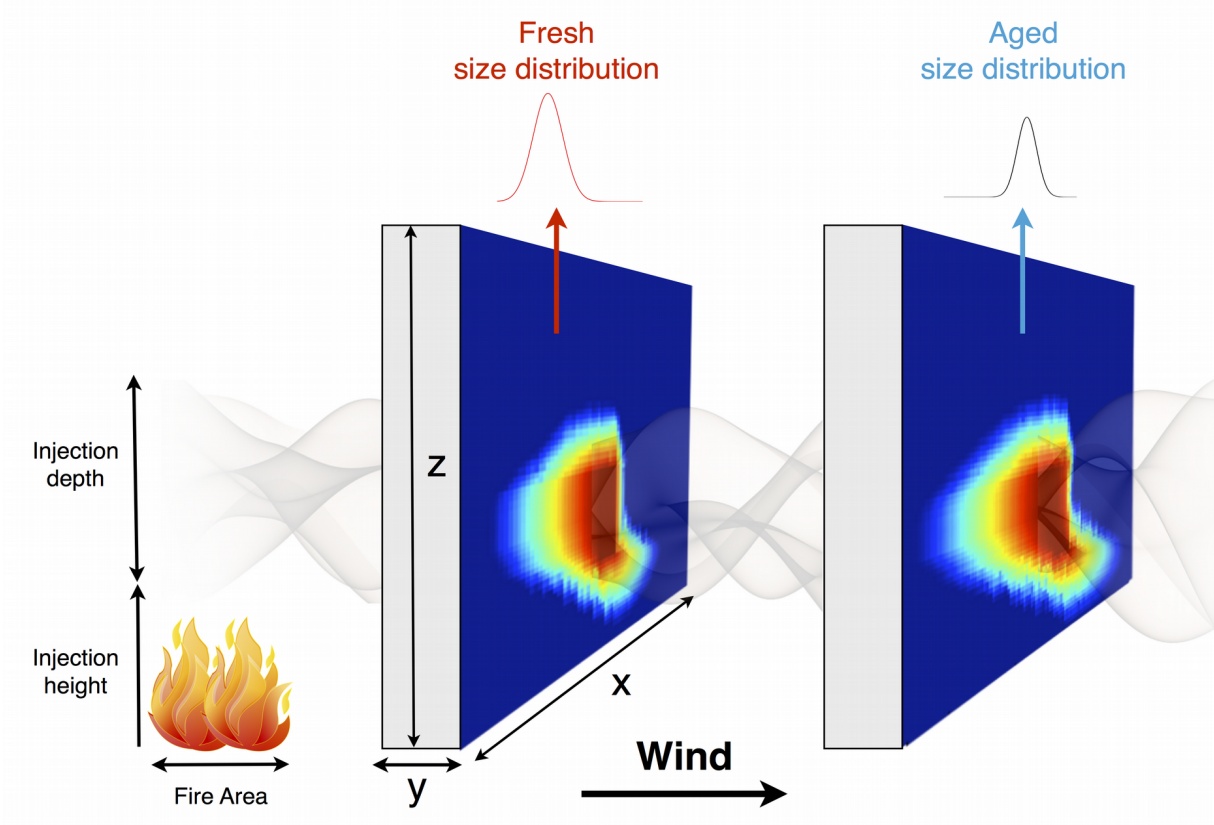 Fresh
size distribution
Aged
size distribution
Injection
depth
z
Injection
height
x
Wind
y
Fire Area